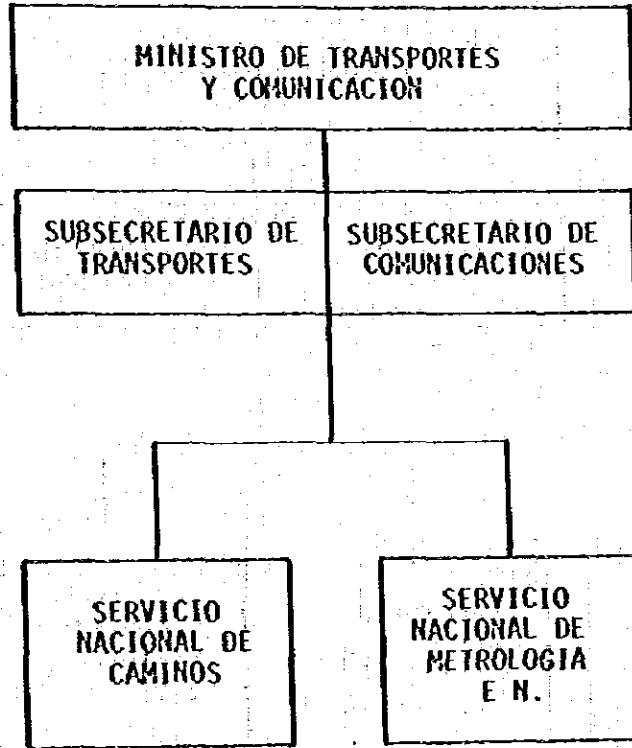 MINISTRO DE TRANSPORTES
Y COMUNICACION
SUBSECRETARIO DE
TRANSPORTES
SUBSECRETARIO DE
COMUNICACIONES
SERVICIO
NACIONAL DE
CAMINOS
SERVICIO
NACIONAL DE
METROLOGIA
E N.